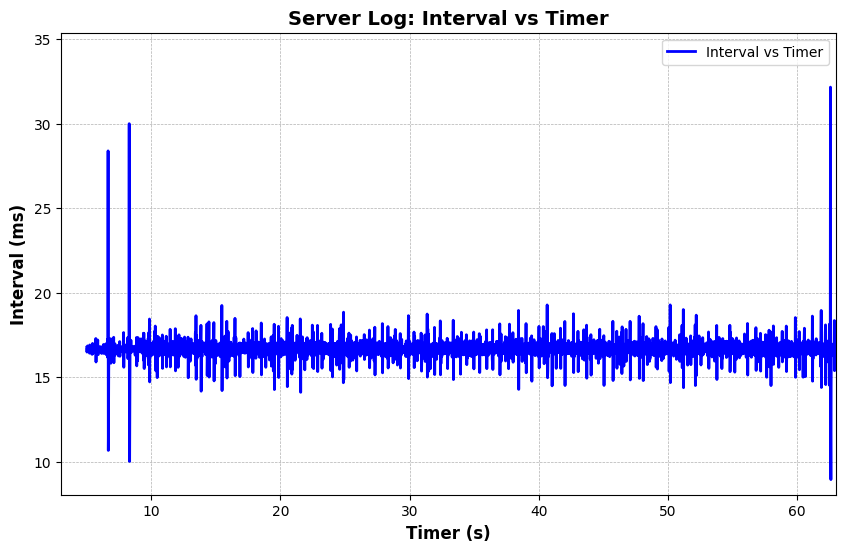 Server Log: Interval vs Timer
Interval vs Timer
35
30
25
20
15
10
Interval (ms)
10 20 30 40 50 60
Timer (s)